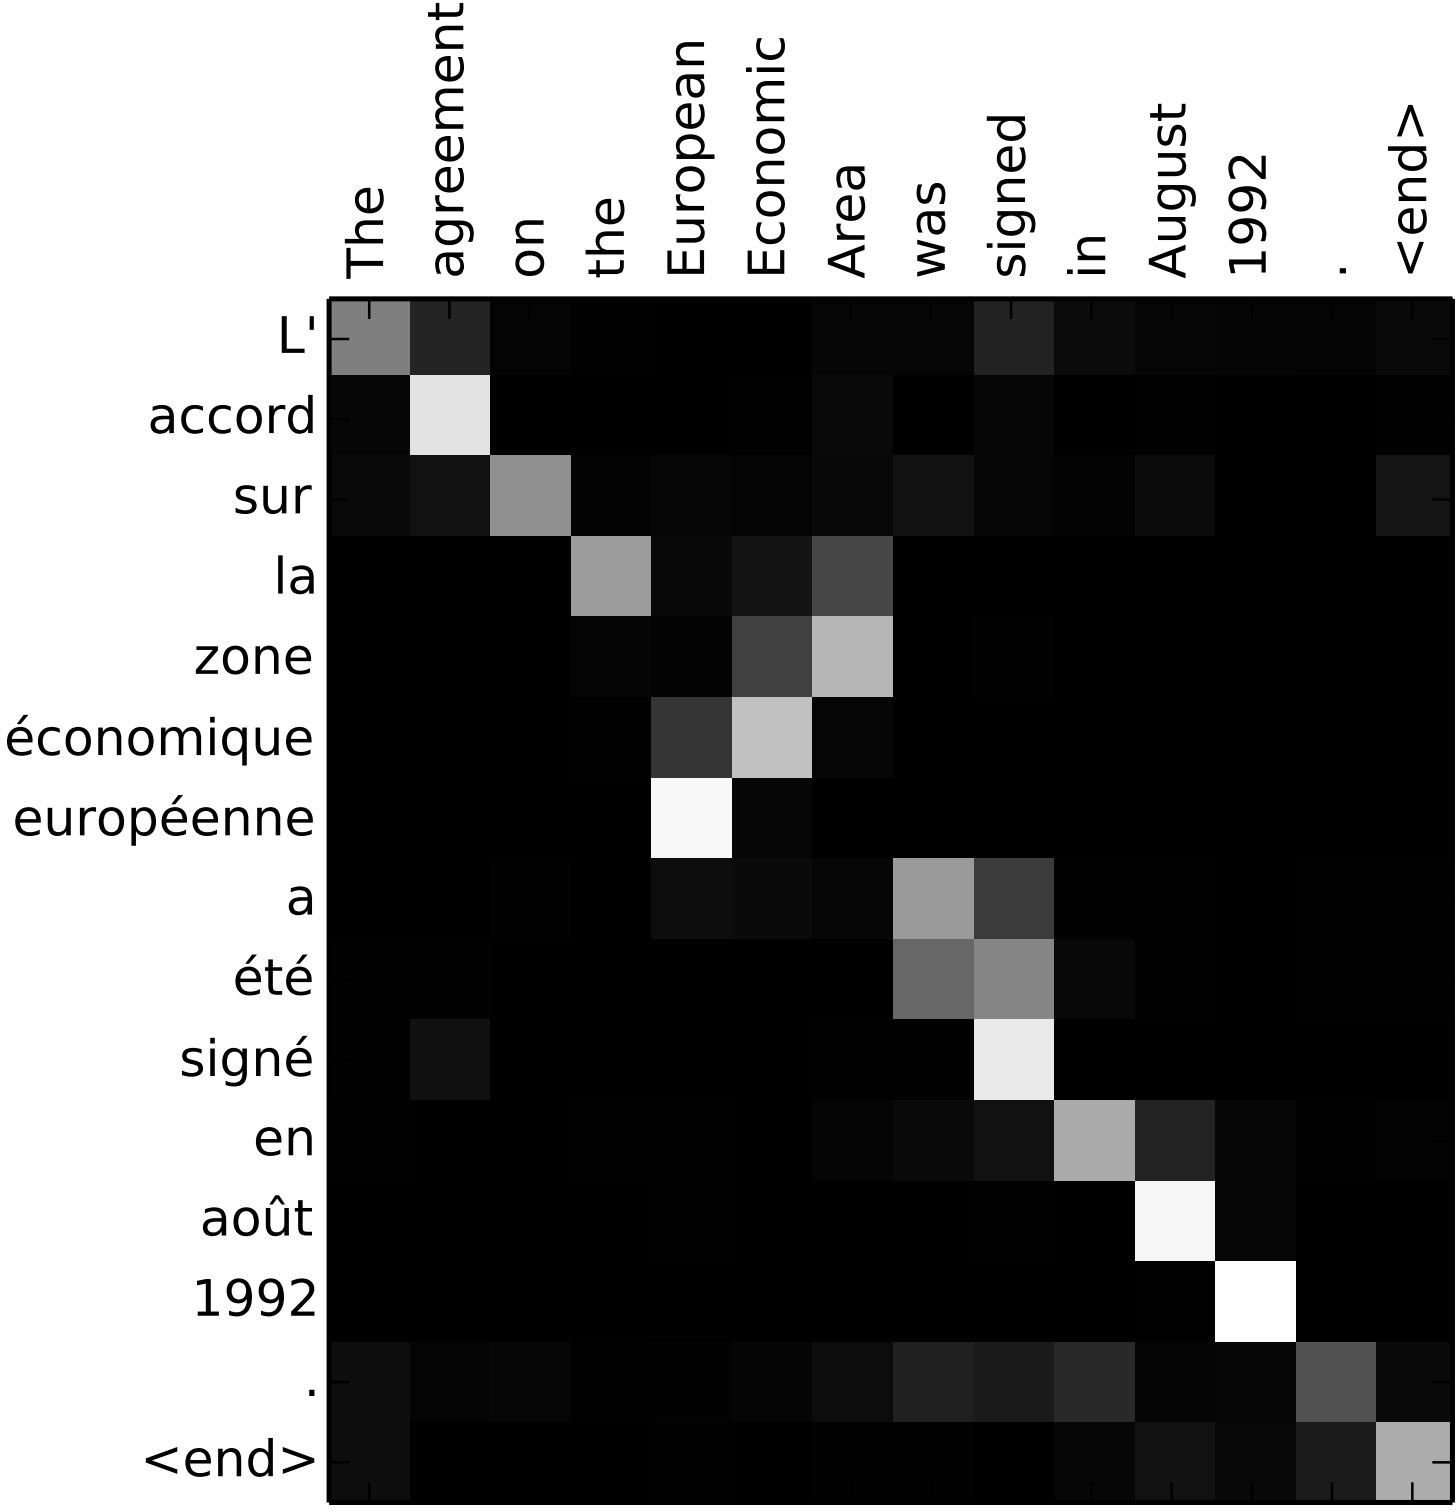 The agreement on the European Economic Area was signed in August 1992 . <end>
L'
accord
sur
la
zone
économique
européenne
a
été
signé
en
août
1992
.
<end>